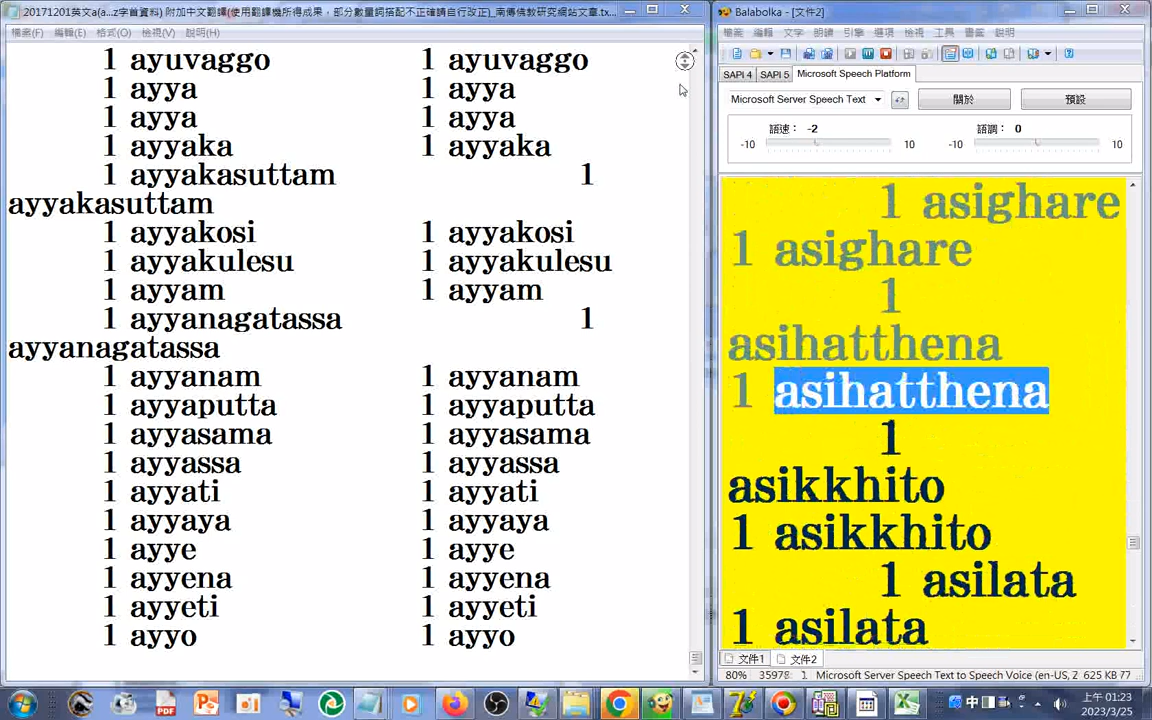 20171201英文a(a...z字首資料) 附加中文翻譯(使用翻譯機所得成果，部分數量詞搭配不正確請自行改正)_南傳佛教研究網站文章.tx...
檔案(F) 編輯(E) 格式(O) 檢視(V) 說明(H)
1 ayuvaggo 1 ayuvaggo
1 ayya 1 ayya
1 ayya 1 ayya
1 ayyaka 1 ayyaka
1 ayyakasuttam 1
ayyakasuttam
1 ayyakosi 1 ayyakosi
1 ayyakulesu 1 ayyakulesu
1 ayyam 1 ayyam
1 ayyanagatassa 1
ayyanagatassa
1 ayyanam 1 ayyanam
1 ayyaputta 1 ayyaputta
1 ayyasama 1 ayyasama
1 ayyassa 1 ayyassa
1 ayyati 1 ayyati
1 ayyaya 1 ayyaya
1 ayye 1 ayye
1 ayyena 1 ayyena
1 ayyeti 1 ayyeti
1 ayyo 1 ayyo
Balabolka - [文件2]
檔案 編輯 文字 朗讀 引擎 選項 檢視 工具 書籤 說明
SAPI 4 SAPI 5 Microsoft Speech Platform
Microsoft Server Speech Text 關於 預設
語速： -2 語調： 0
-10 10 -10 10
1 asighare
1 asighare
1
asihatthena
1 asihatthena
1
asikkhito
1 asikkhito
1 asilata
1 asilata
文件1 文件2
80% 35978: 1 Microsoft Server Speech Text to Speech Voice (en-US, 2 625 KB 77
中 上午 01:23
2023/3/25